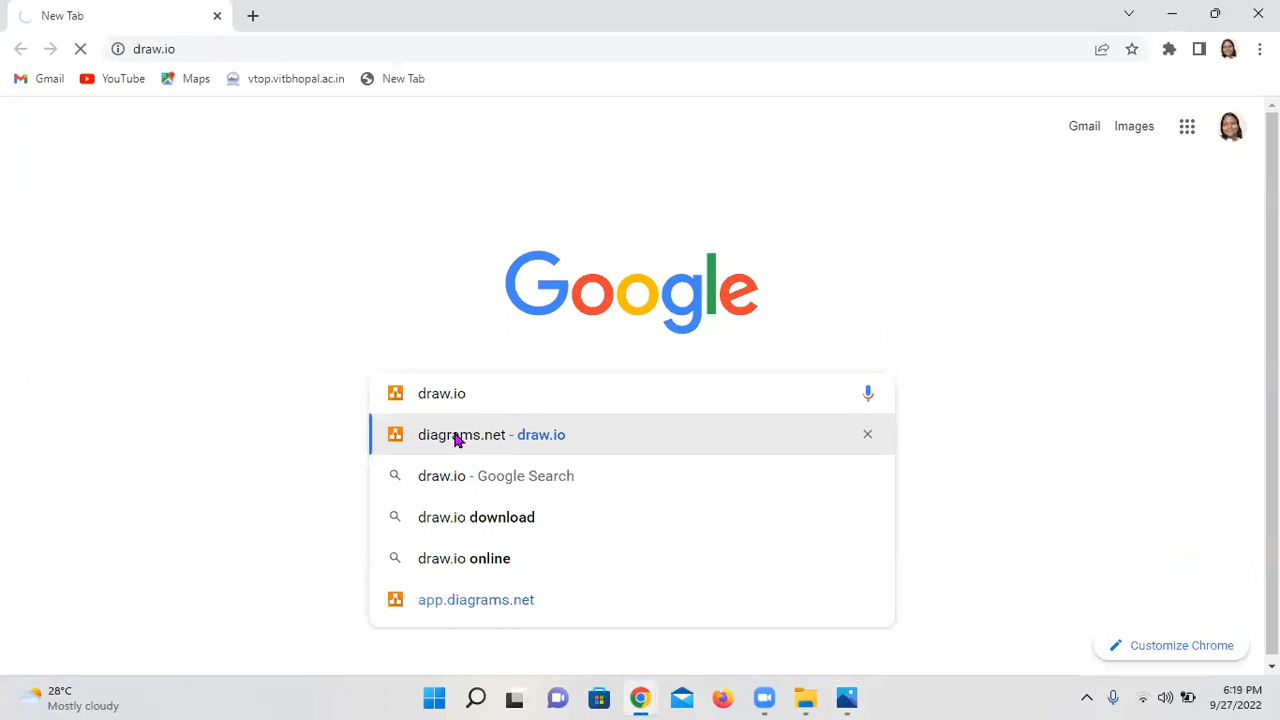 New Tab
draw.io
Gmail YouTube Maps vtop.vitbhopal.ac.in New Tab
Gmail Images
Google
draw.io
diagrams.net - draw.io
draw.io - Google Search
draw.io download
draw.io online
app.diagrams.net
Customize Chrome
28°C
Mostly cloudy
6:19 PM
9/27/2022